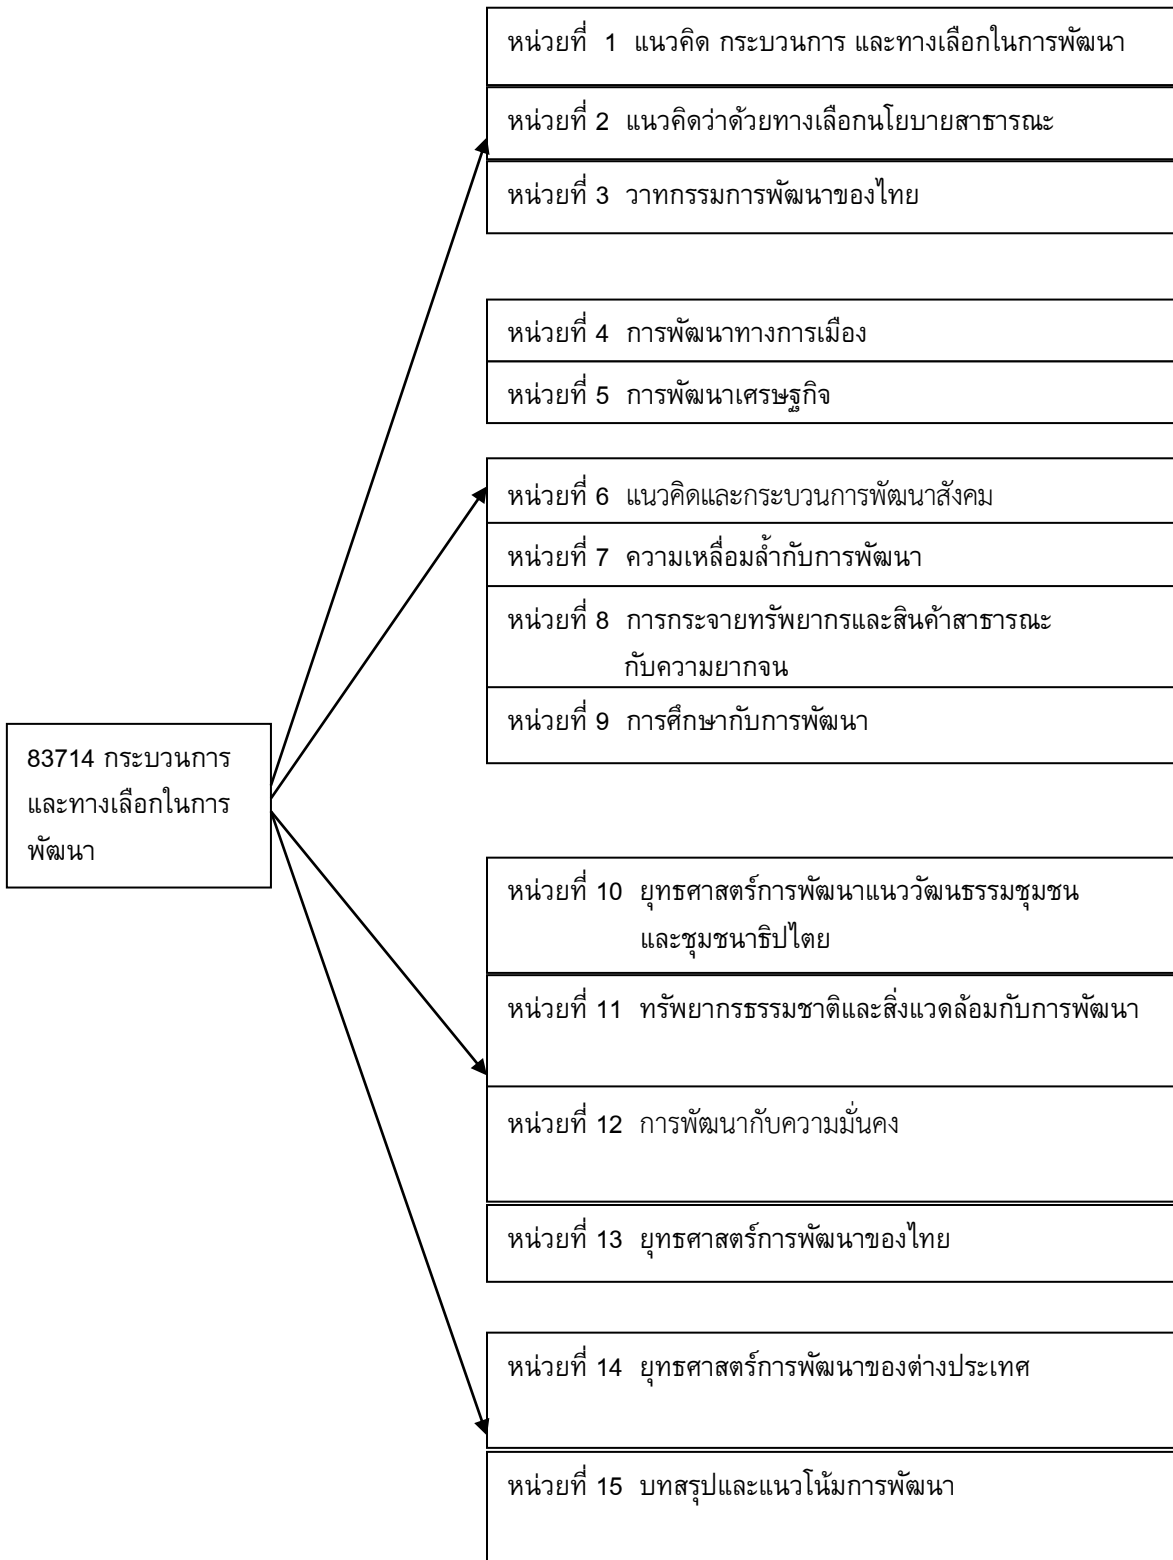 หน่วยที่ 1 แนวคิด กระบวนการ และทางเลือกในการพัฒนา
หน่วยที่ 2 แนวคิดว่าด้วยทางเลือกนโยบายสาธารณะ
หน่วยที่ 3 วาทกรรมการพัฒนาของไทย
หน่วยที่ 4 การพัฒนาทางการเมือง
หน่วยที่ 5 การพัฒนาเศรษฐกิจ
หน่วยที่ 6 แนวคิดและกระบวนการพัฒนาสังคม
หน่วยที่ 7 ความเหลื่อมล้ำกับการพัฒนา
หน่วยที่ 8 การกระจายทรัพยากรและสินค้าสาธารณะ
กับความยากจน
หน่วยที่ 9 การศึกษากับการพัฒนา
83714 กระบวนการ
และทางเลือกในการ
พัฒนา
หน่วยที่ 10 ยุทธศาสตร์การพัฒนาแนววัฒนธรรมชุมชน
และชุมชนาธิปไตย
หน่วยที่ 11 ทรัพยากรธรรมชาติและสิ่งแวดล้อมกับการพัฒนา
หน่วยที่ 12 การพัฒนากับความมั่นคง
หน่วยที่ 13 ยุทธศาสตร์การพัฒนาของไทย
หน่วยที่ 14 ยุทธศาสตร์การพัฒนาของต่างประเทศ
หน่วยที่ 15 บทสรุปและแนวโน้มการพัฒนา